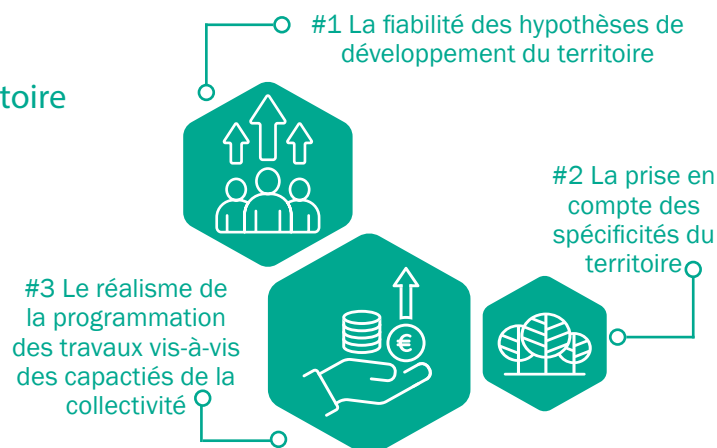 #1 La fiabilité des hypothèses de
développement du territoire
toire
#2 La prise en
compte des
spécificités du
territoire
#3 Le réalisme de
la programmation
des travaux vis-à-vis
des capactiés de la
collectivité
€